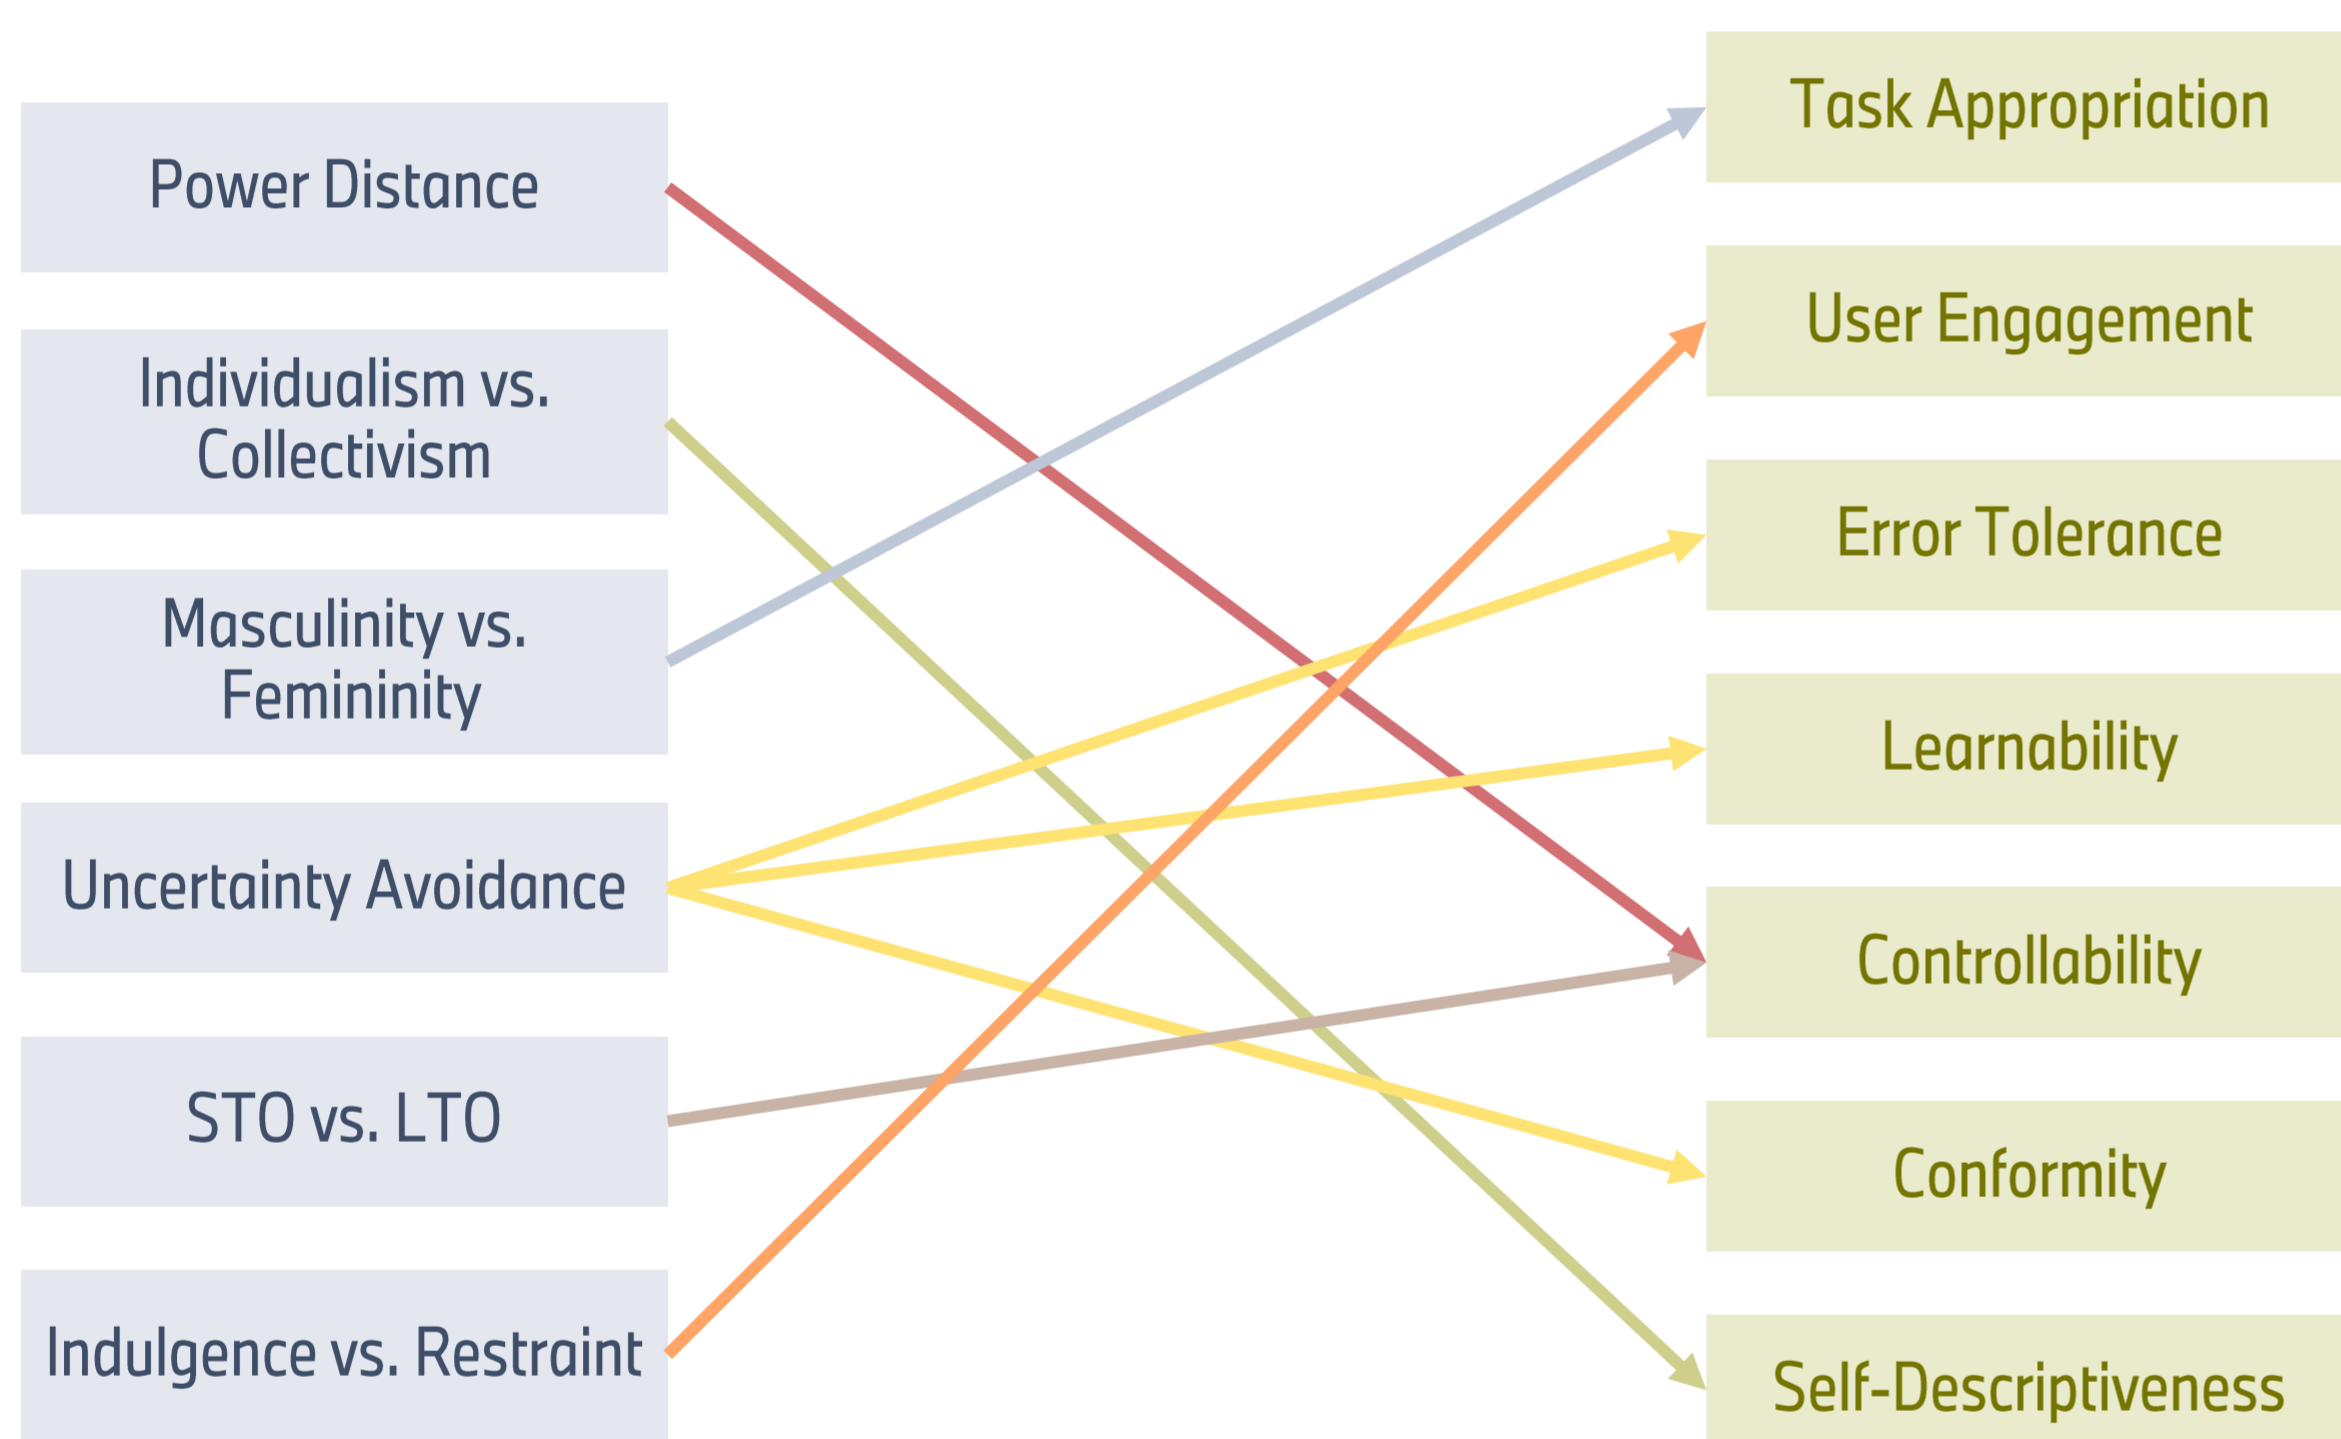 Power Distance
Individualism vs.
Collectivism
Masculinity vs.
Femininity
Uncertainty Avoidance
STO vs. LTO
Indulgence vs. Restraint
Task Appropriation
User Engagement
Error Tolerance
Learnability
Controllability
Conformity
Self-Descriptiveness